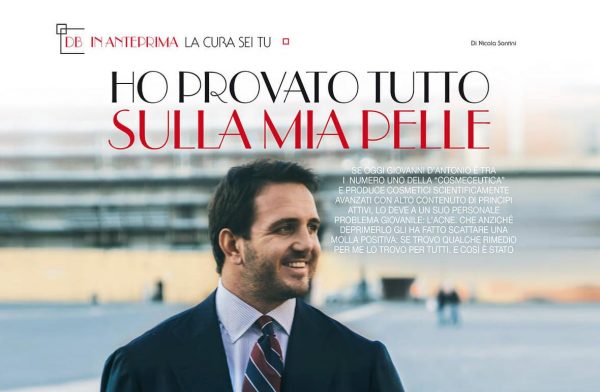 DB IN ANTEPRIMA LA CURA SEI TU
Di Nicola Santini
HO PROVATO TUTTO
SULLA MIA PELLE
SE OGGI GIOVANNI D'ANTONIO È TRA
I NUMERO UNO DELLA "COSMECEUTICA"
E PRODUCE COSMETICI SCIENTIFICAMENTE
AVANZATI CON ALTO CONTENUTO DI PRINCIPI
ATTIVI, LO DEVE A UN SUO PERSONALE
PROBLEMA GIOVANILE: L'ACNE. CHE ANZICHÉ
DEPRIMERLO GLI HA FATTO SCATTARE UNA
MOLLA POSITIVA: SE TROVO QUALCHE RIMEDIO
PER ME LO TROVO PER TUTTI. E COSÌ È STATO